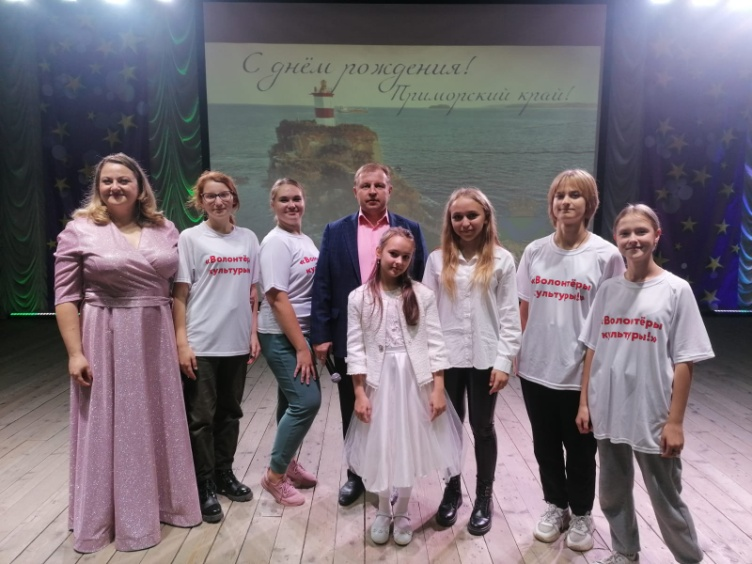 С днём рождения!
Приморский край!
«Волонтёры
культуры
«Волонтёры
культуры!»
«Волонтёры
культуры!»